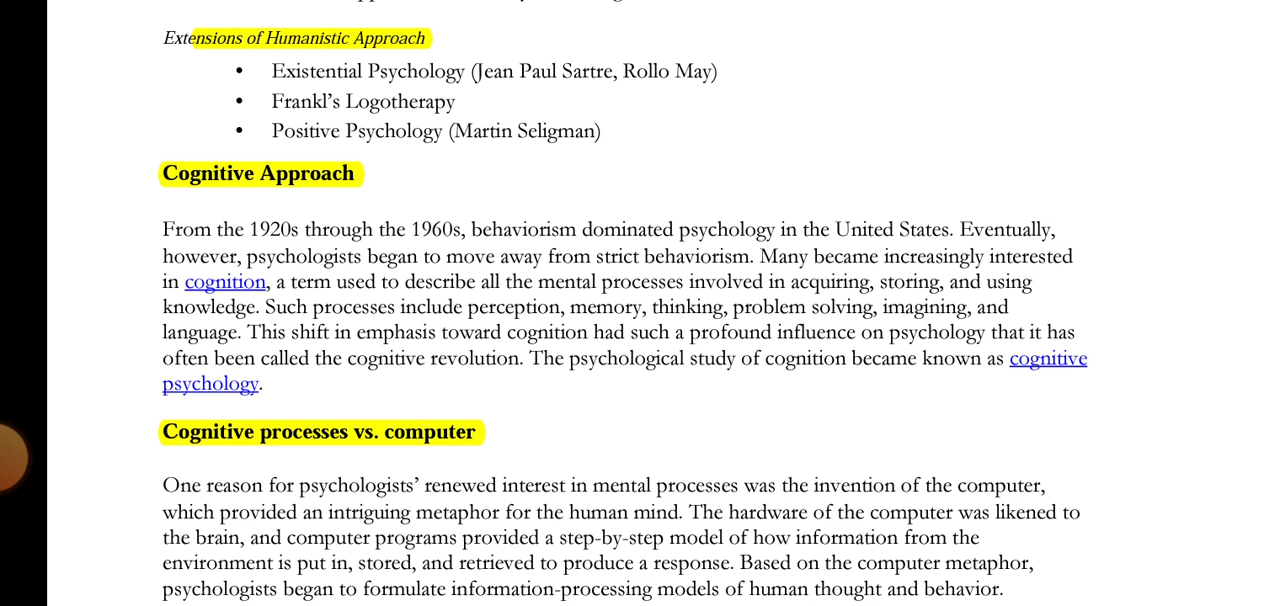 Extensions of Humanistic Approach
• Existential Psychology (Jean Paul Sartre, Rollo May)
• Frankl’s Logotherapy
• Positive Psychology (Martin Seligman)
Cognitive Approach
From the 1920s through the 1960s, behaviorism dominated psychology in the United States. Eventually,
however, psychologists began to move away from strict behaviorism. Many became increasingly interested
in cognition, a term used to describe all the mental processes involved in acquiring, storing, and using
knowledge. Such processes include perception, memory, thinking, problem solving, imagining, and
language. This shift in emphasis toward cognition had such a profound influence on psychology that it has
often been called the cognitive revolution. The psychological study of cognition became known as cognitive
psychology.
Cognitive processes vs. computer
One reason for psychologists’ renewed interest in mental processes was the invention of the computer,
which provided an intriguing metaphor for the human mind. The hardware of the computer was likened to
the brain, and computer programs provided a step-by-step model of how information from the
environment is put in, stored, and retrieved to produce a response. Based on the computer metaphor,
psychologists began to formulate information-processing models of human thought and behavior.